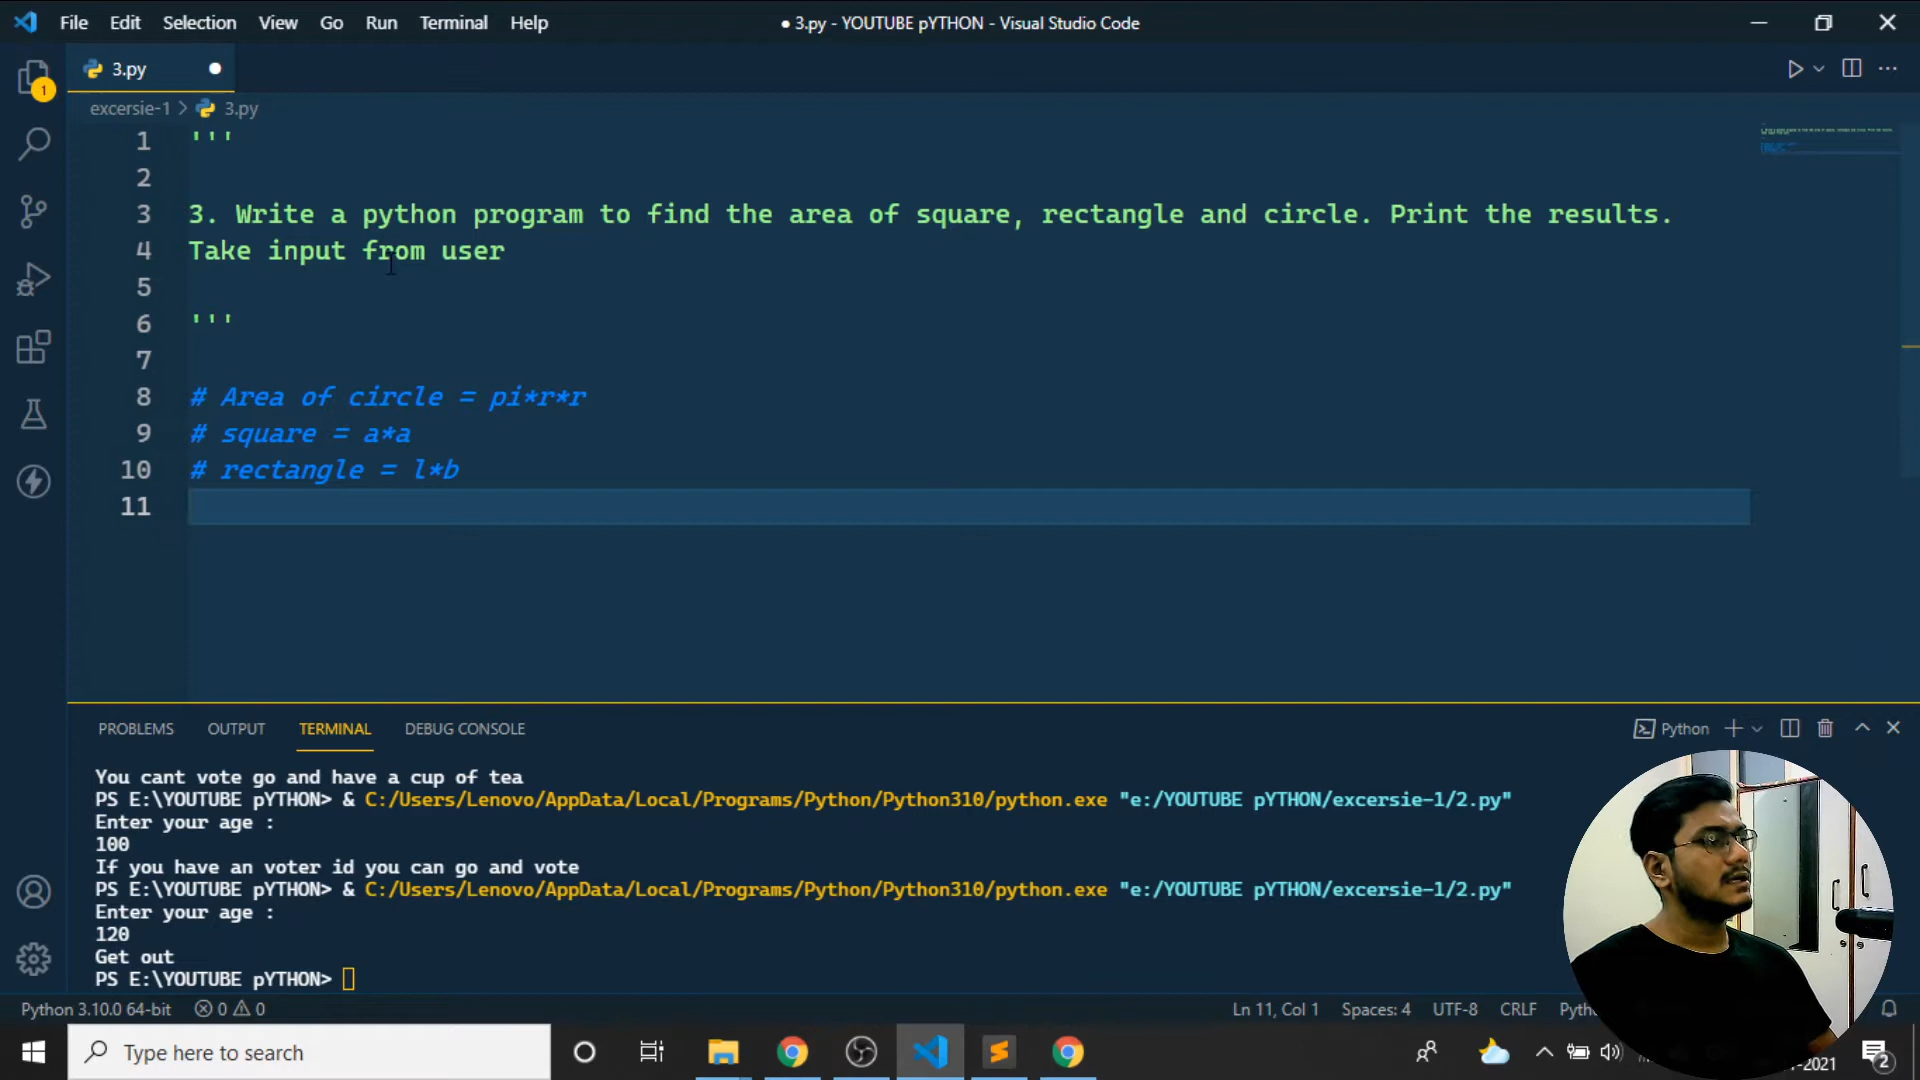 File Edit Selection View Go Run Terminal Help
● 3.py - YOUTUBE pYTHON - Visual Studio Code
3.py
excersie-1 > 3.py
1 '''
2
3 3. Write a python program to find the area of square, rectangle and circle. Print the results.
4 Take input from user
5
6 '''
7
8 # Area of circle = pi*r*r
9 # square = a*a
10 # rectangle = l*b
11
1
PROBLEMS OUTPUT TERMINAL DEBUG CONSOLE
Python
You cant vote go and have a cup of tea
PS E:\YOUTUBE pYTHON> & C:/Users/Lenovo/AppData/Local/Programs/Python/Python310/python.exe "e:/YOUTUBE pYTHON/excersie-1/2.py"
Enter your age :
100
If you have an voter id you can go and vote
PS E:\YOUTUBE pYTHON> & C:/Users/Lenovo/AppData/Local/Programs/Python/Python310/python.exe "e:/YOUTUBE pYTHON/excersie-1/2.py"
Enter your age :
120
Get out
PS E:\YOUTUBE pYTHON>
Python 3.10.0 64-bit 0 0 Ln 11, Col 1 Spaces: 4 UTF-8 CRLF
Type here to search
2